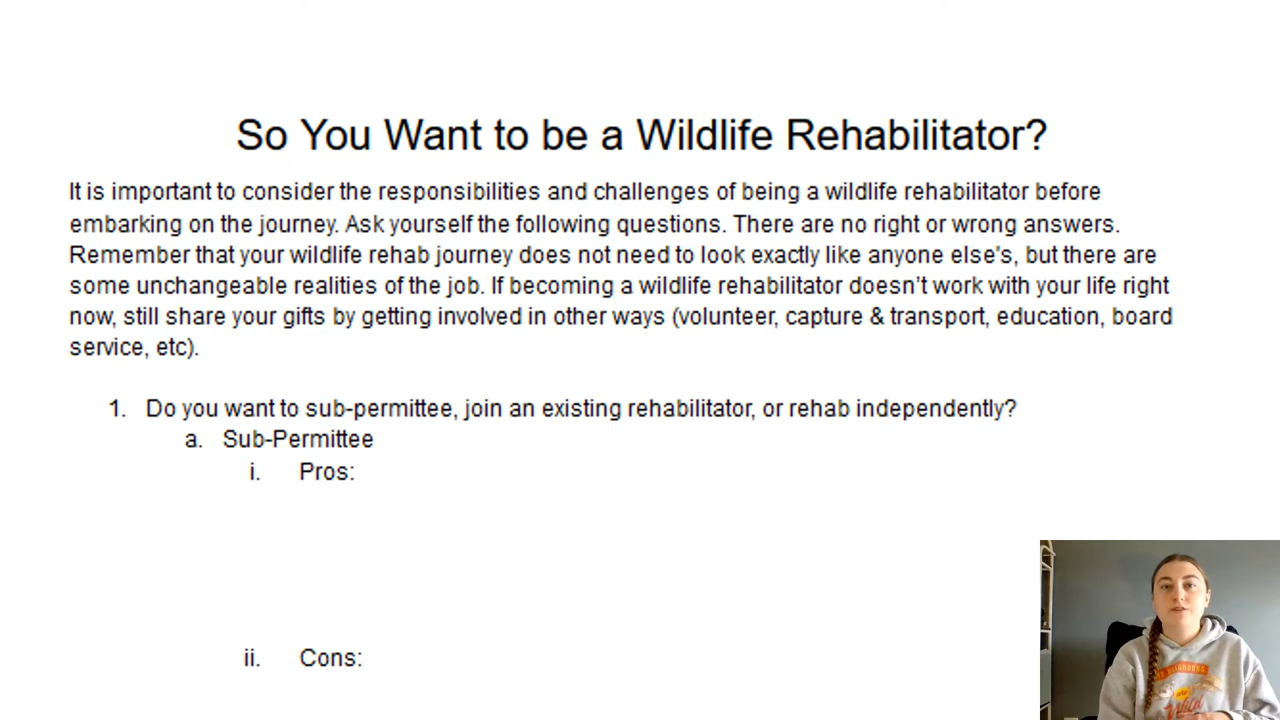 So You Want to be a Wildlife Rehabilitator?
It is important to consider the responsibilities and challenges of being a wildlife rehabilitator before
embarking on the journey. Ask yourself the following questions. There are no right or wrong answers.
Remember that your wildlife rehab journey does not need to look exactly like anyone else's, but there are
some unchangeable realities of the job. If becoming a wildlife rehabilitator doesn't work with your life right
now, still share your gifts by getting involved in other ways (volunteer, capture & transport, education, board
service, etc).
1. Do you want to sub-permittee, join an existing rehabilitator, or rehab independently?
a. Sub-Permittee
i. Pros:
ii. Cons:
Wild